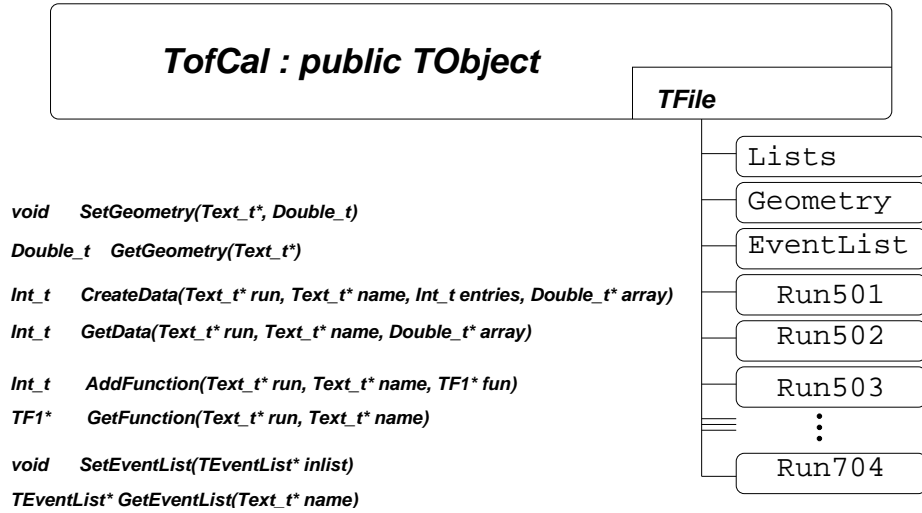 TofCal : public TObject
TFile
Lists
Geometry
EventList
Run501
Run502
Run503
Run704
void SetGeometry(Text_t*, Double_t)
Double_t GetGeometry(Text_t*)
Int_t CreateData(Text_t* run, Text_t* name, Int_t entries, Double_t* array)
Int_t GetData(Text_t* run, Text_t* name, Double_t* array)
Int_t AddFunction(Text_t* run, Text_t* name, TF1* fun)
TF1* GetFunction(Text_t* run, Text_t* name)
void SetEventList(TEventList* inlist)
TEventList* GetEventList(Text_t* name)